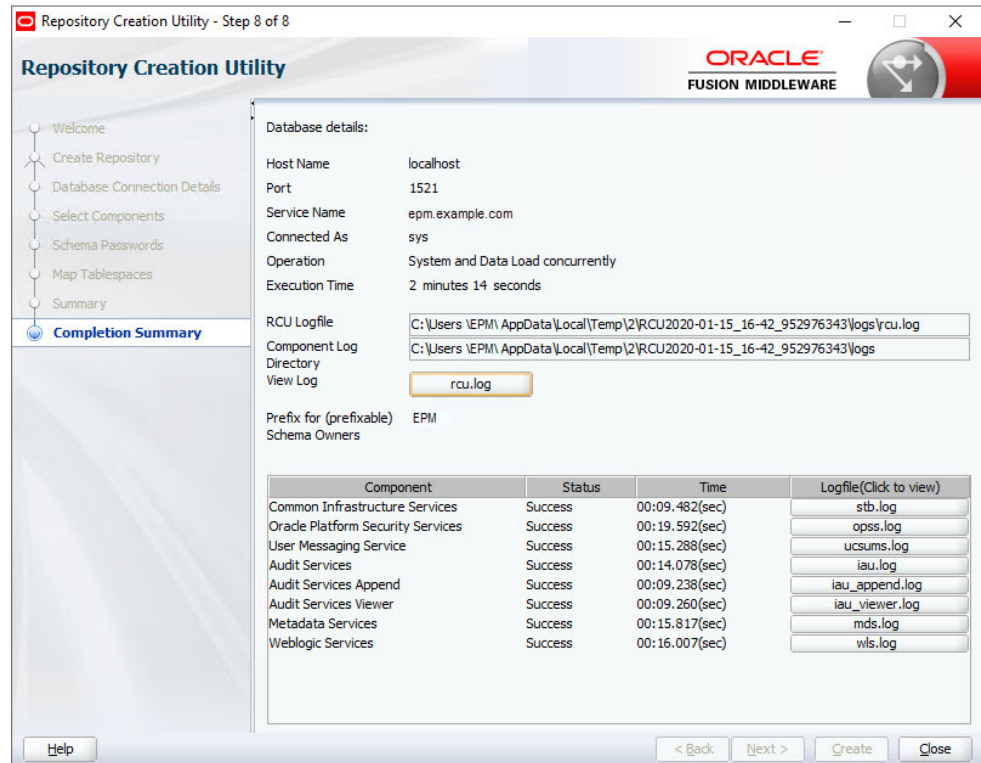 Repository Creation Utility - Step 8 of 8
Repository Creation Utility
ORACLE
FUSION MIDDLEWARE
Welcome
Create Repository
Database Connection Details
Select Components
Schema Passwords
Map Tablespaces
Summary
Completion Summary
Database details:
Host Name localhost
Port 1521
Service Name epm.example.com
Connected As sys
Operation System and Data Load concurrently
Execution Time 2 minutes 14 seconds
RCU Logfile C:\Users \EPM\ AppData\Local\Temp\2\RCU2020-01-15_16-42_952976343\logs\rcu.log
Component Log C:\Users \EPM\ AppData\Local\Temp\2\RCU2020-01-15_16-42_952976343\logs
Directory
View Log rcu.log
Prefix for (prefixable) EPM
Schema Owners
Component Status Time Logfile(Click to view)
Common Infrastructure Services Success 00:09.482(sec) stb.log
Oracle Platform Security Services Success 00:19.592(sec) opss.log
User Messaging Service Success 00:15.288(sec) ucsums.log
Audit Services Success 00:14.078(sec) iau.log
Audit Services Append Success 00:09.238(sec) iau_append.log
Audit Services Viewer Success 00:09.260(sec) iau_viewer.log
Metadata Services Success 00:15.817(sec) mds.log
Weblogic Services Success 00:16.007(sec) wls.log
Help < Back Next > Create Close